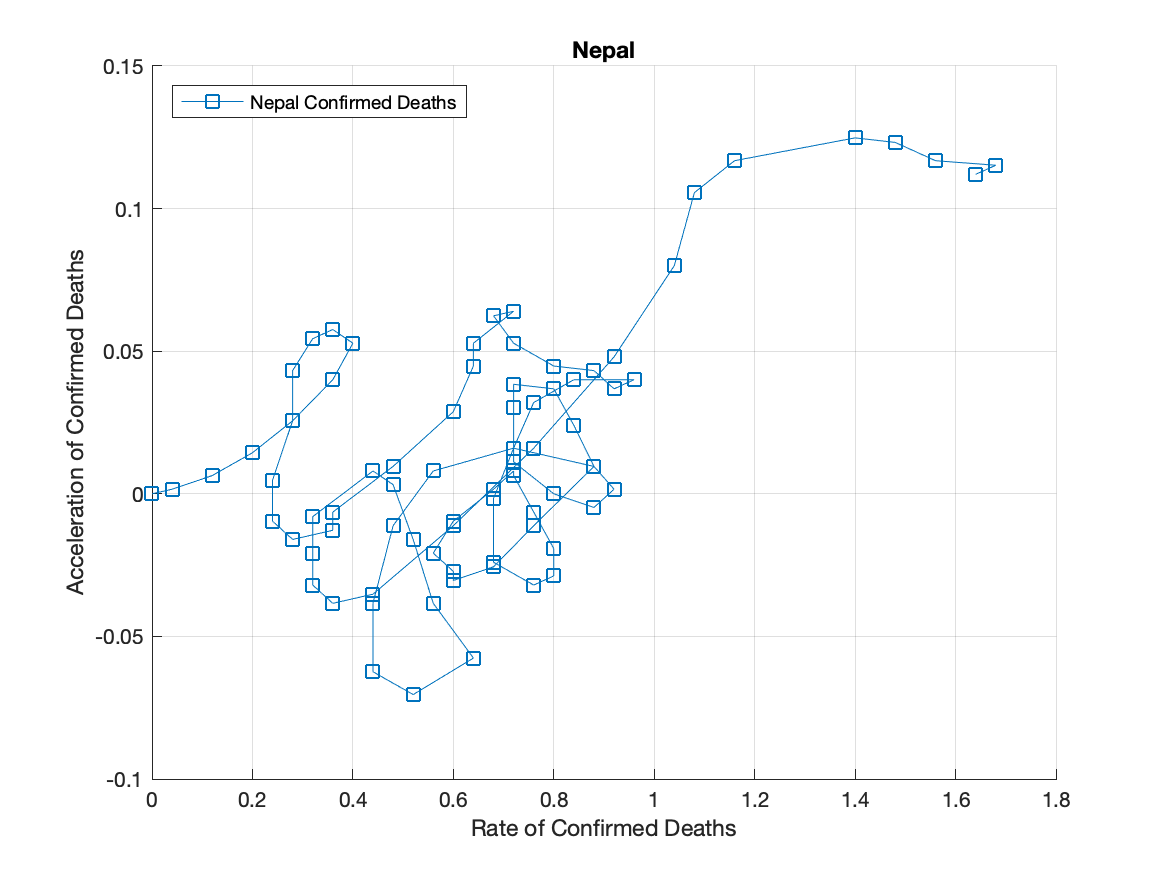 Nepal
Nepal Confirmed Deaths
0.15
0.1
0.05
0
-0.05
-0.1
Acceleration of Confirmed Deaths
0 0.2 0.4 0.6 0.8 1 1.2 1.4 1.6 1.8
Rate of Confirmed Deaths